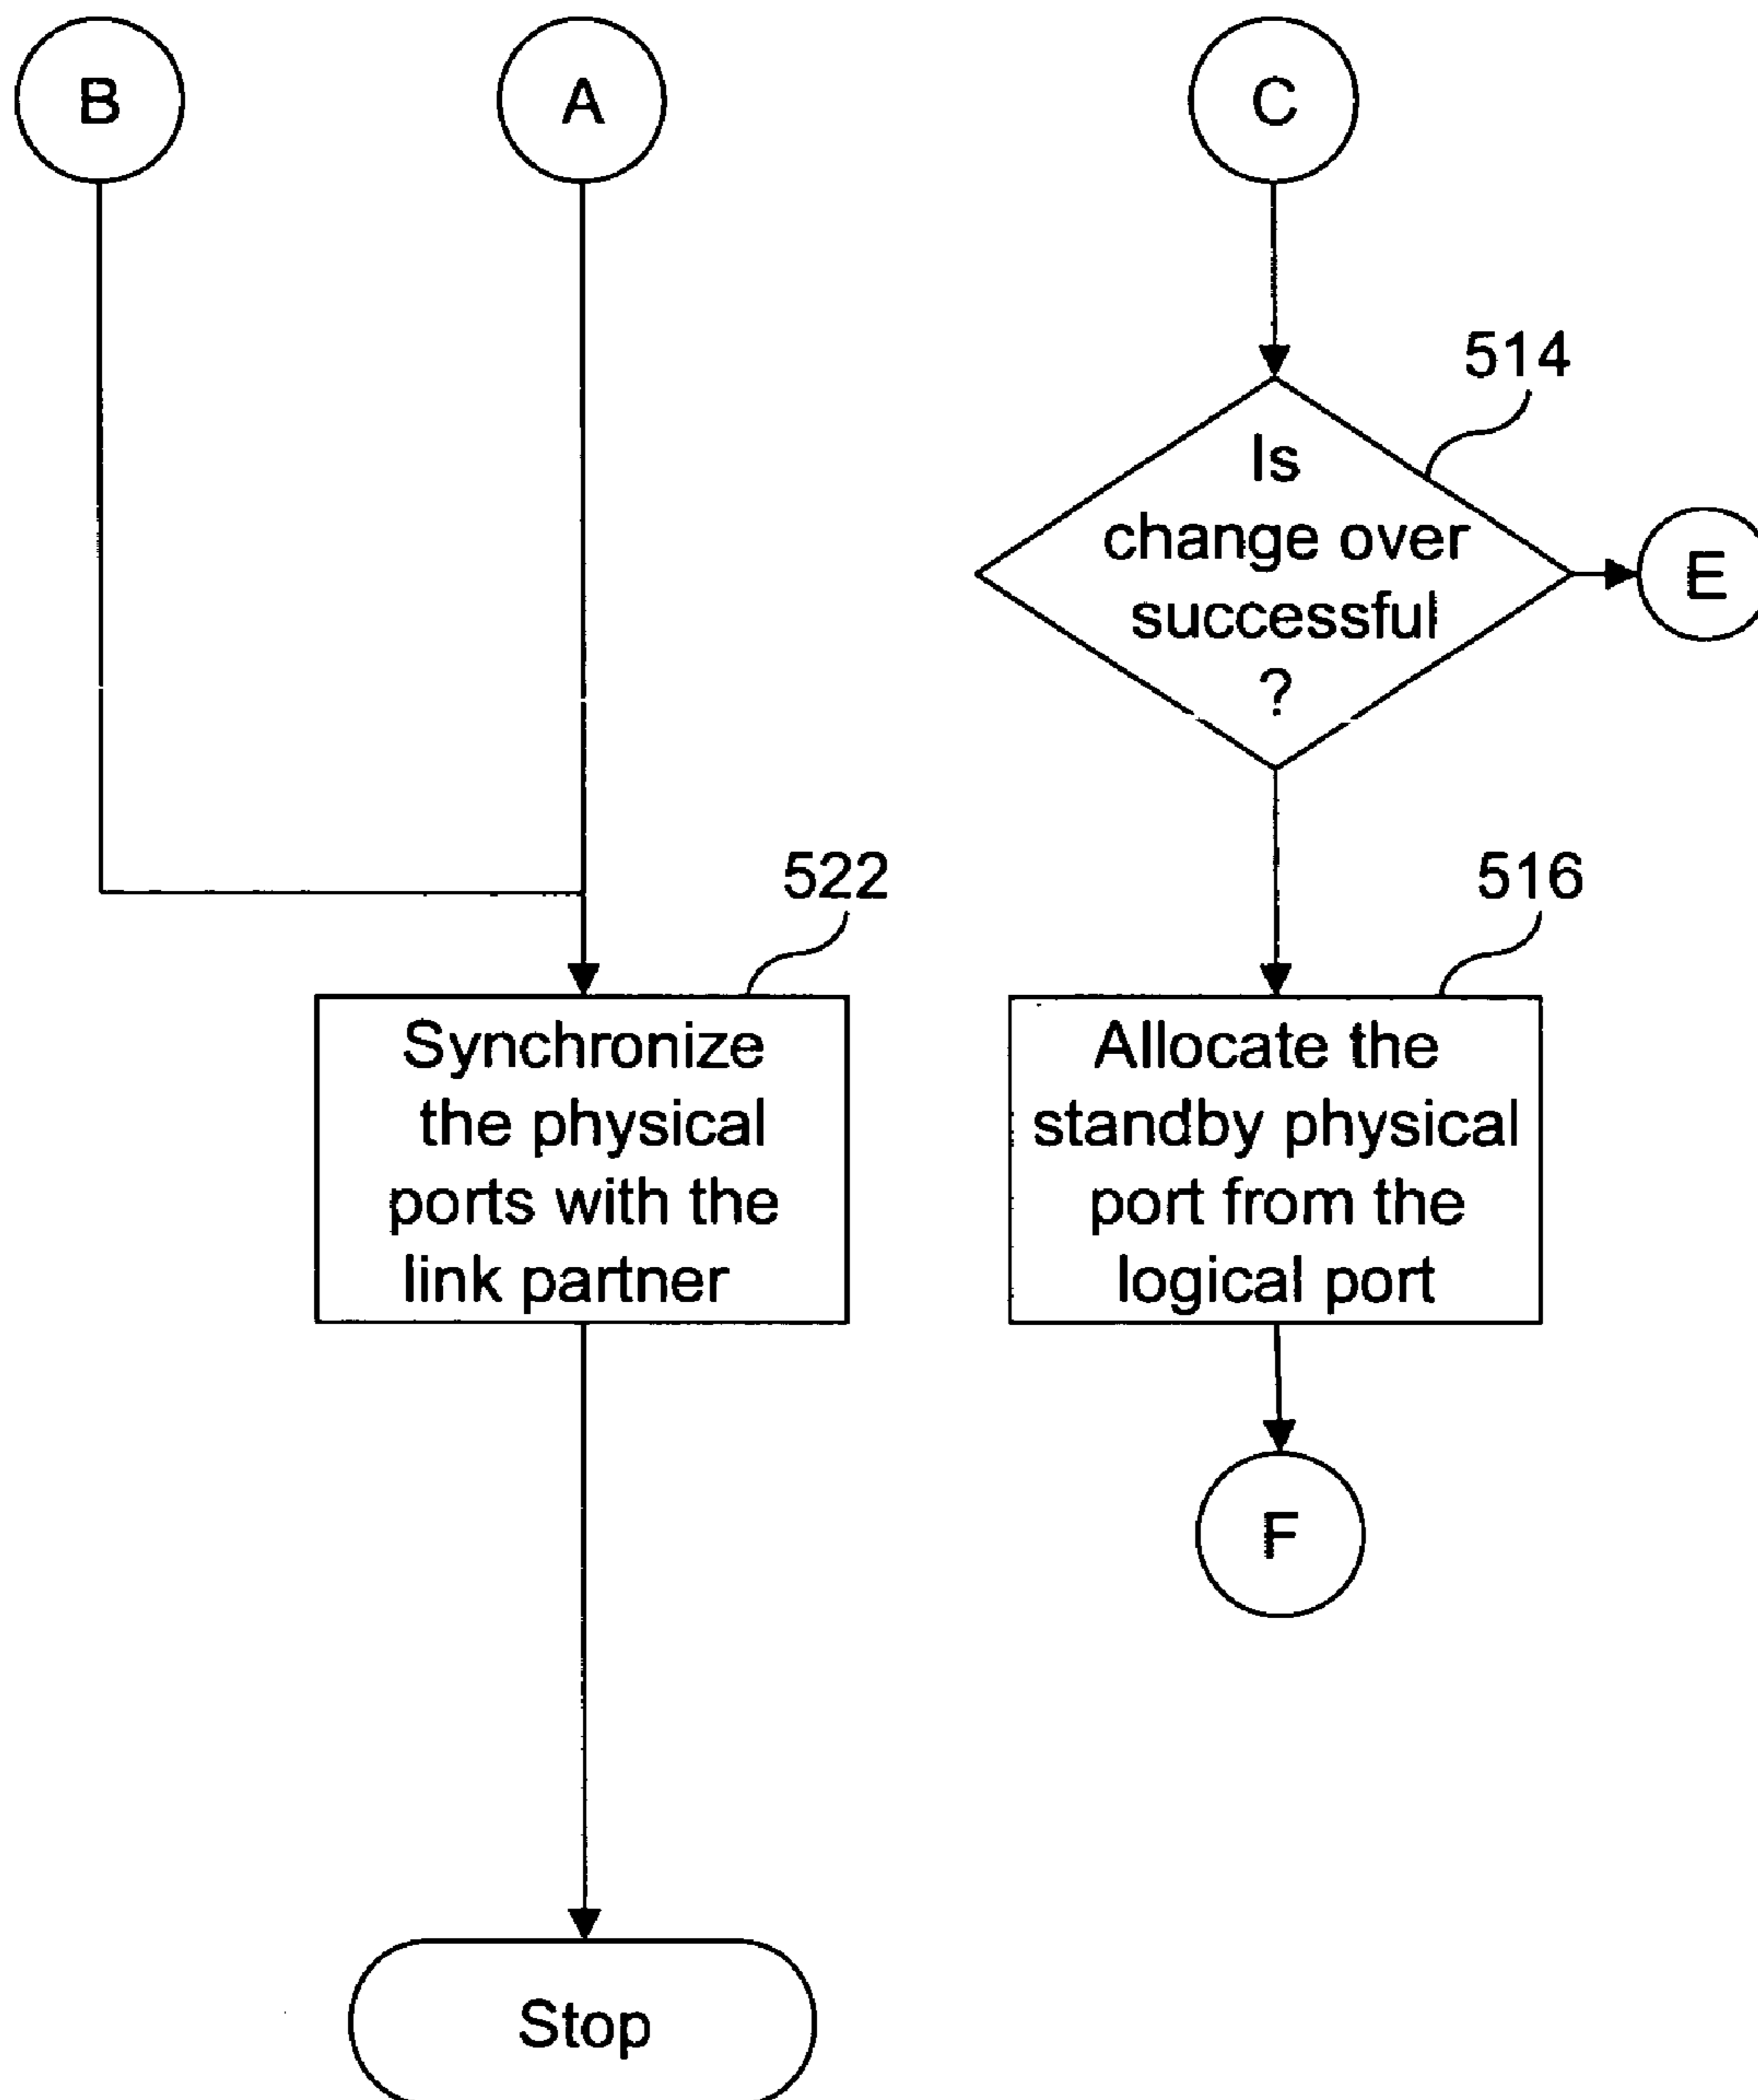 B
A
C
514
Is
change over
successful
?
E
522
516
Synchronize
the physical
ports with the
link partner
Allocate the
standby physical
port from the
logical port
F
Stop